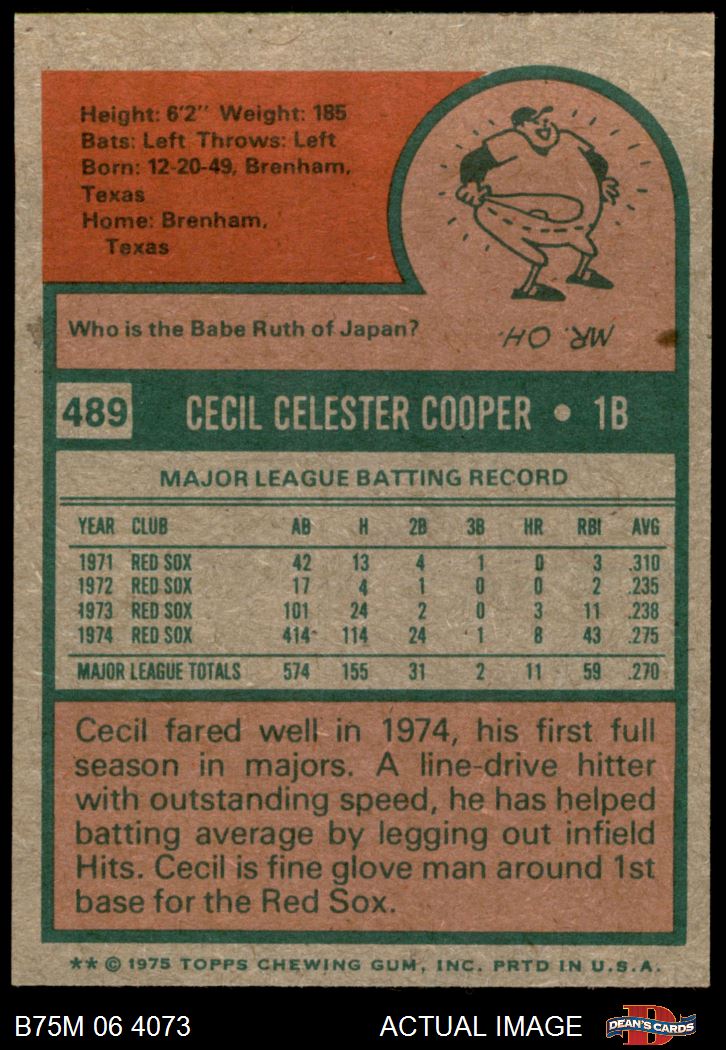 Height: 6'2" Weight: 185
Bats: Left Throws: Left
Born: 12-20-49, Brenham,
Texas
Home: Brenham,
Texas
Who is the Babe Ruth of Japan?
MR. OH.
489 CECIL CELESTER COOPER • 1B
MAJOR LEAGUE BATTING RECORD
YEAR CLUB AB H 2B 3B HR RBI AVG
1971 RED SOX 42 13 4 1 0 3 .310
1972 RED SOX 17 4 1 0 0 2 .235
1973 RED SOX 101 24 2 0 3 11 .238
1974 RED SOX 414 114 24 1 8 43 .275
MAJOR LEAGUE TOTALS 574 155 31 2 11 59 .270
Cecil fared well in 1974, his first full
season in majors. A line-drive hitter
with outstanding speed, he has helped
batting average by legging out infield
Hits. Cecil is fine glove man around 1st
base for the Red Sox.
** © 1975 TOPPS CHEWING GUM, INC. PRTD IN U.S.A.
B75M 06 4073 ACTUAL IMAGE D DEAN'S CARDS